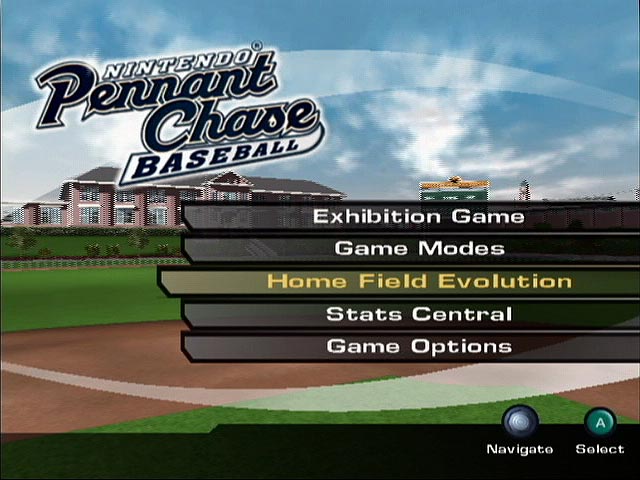 NINTENDO®
Pennant
Chase
BASEBALL
Exhibition Game
Game Modes
Home Field Evolution
Stats Central
Game Options
A
Navigate Select